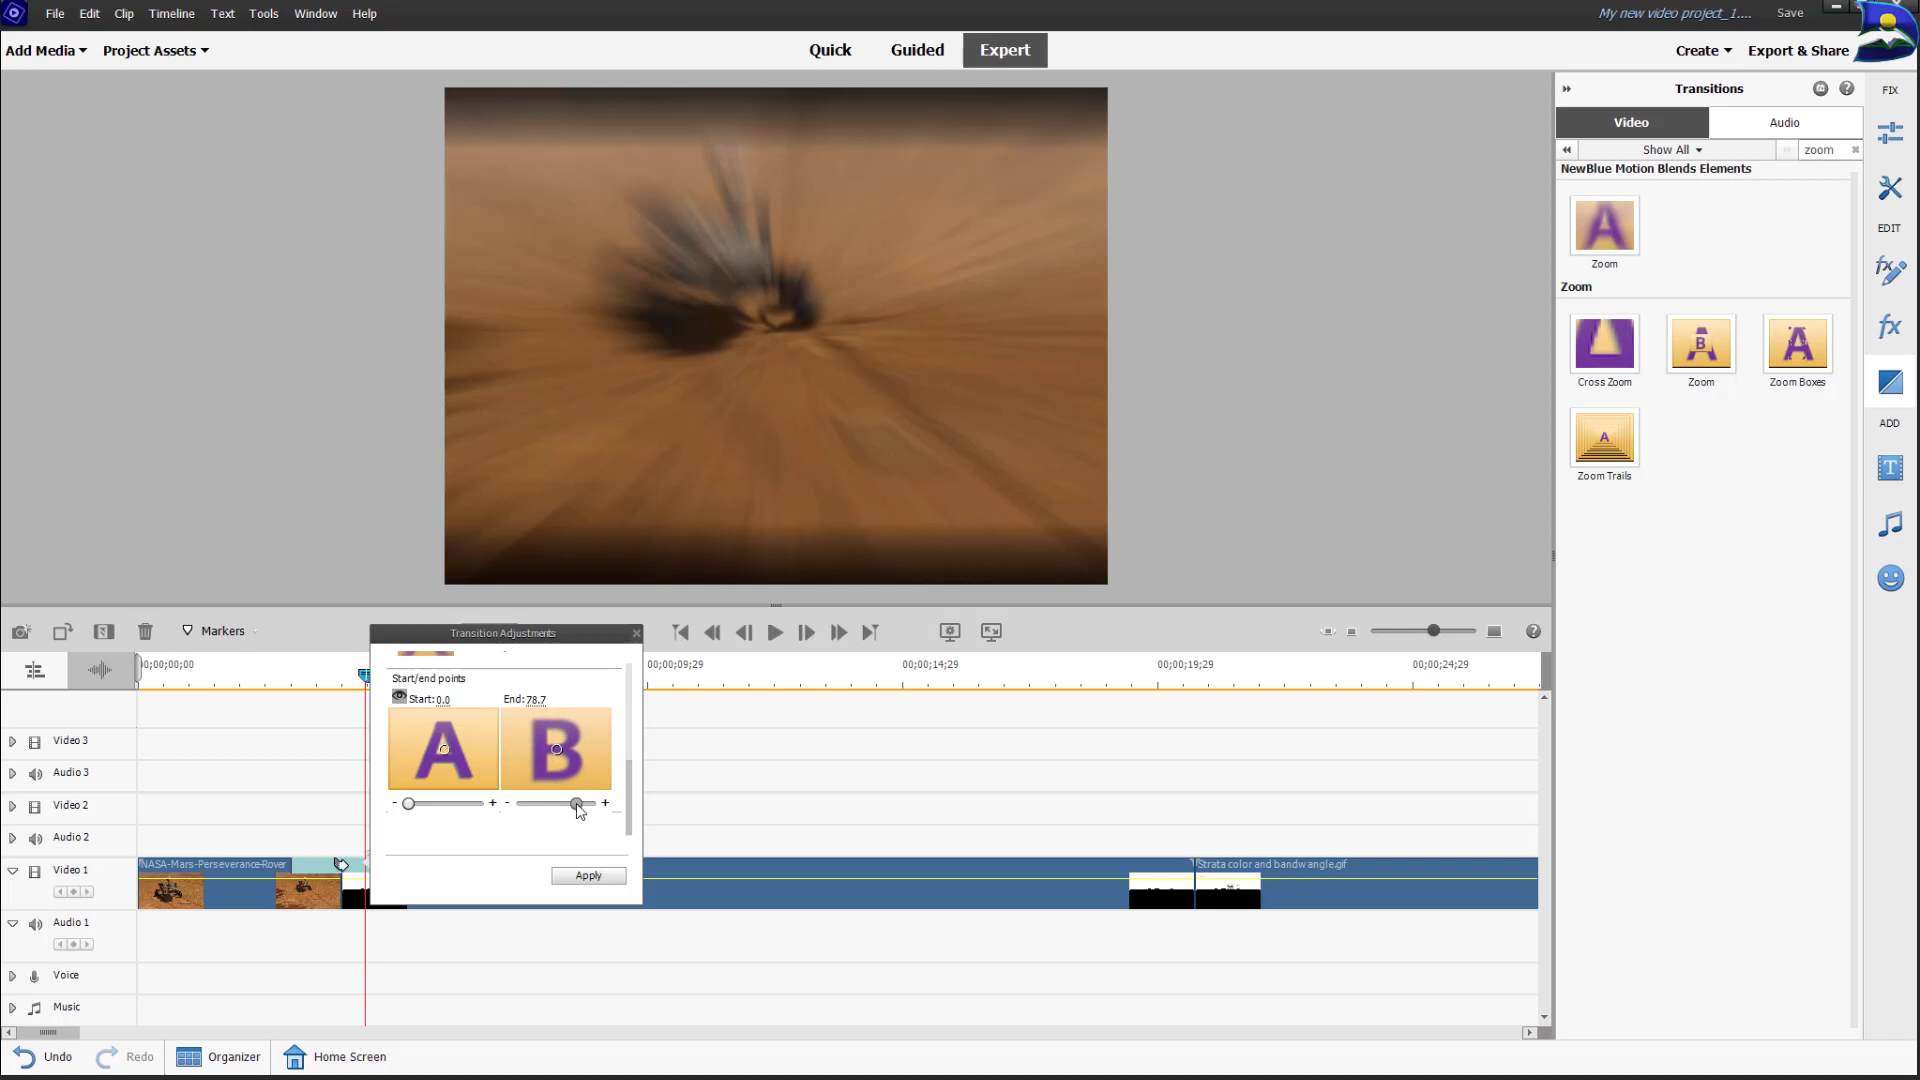 File Edit Clip Timeline Text Tools Window Help
My new video project_1.... Save
Add Media Project Assets
Quick Guided Expert
Create Export & Share
Transitions
FIX
Video Audio
Show All zoom
NewBlue Motion Blends Elements
A
Zoom
EDIT
Zoom
B
A
Cross Zoom Zoom Zoom Boxes
fx
fx
A
Zoom Trails
ADD
T
Markers
Transition Adjustments
0;00;00;00 00;00;09;29 00;00;14;29 00;00;19;29 00;00;24;29
Start/end points
Start: 0.0 End: 78.7
A B
- + - +
Video 3
Audio 3
Video 2
Audio 2
Video 1
NASA-Mars-Perseverance-Rover
Strata color and bandw angle.gif
Apply
Audio 1
Voice
Music
Undo Redo Organizer Home Screen